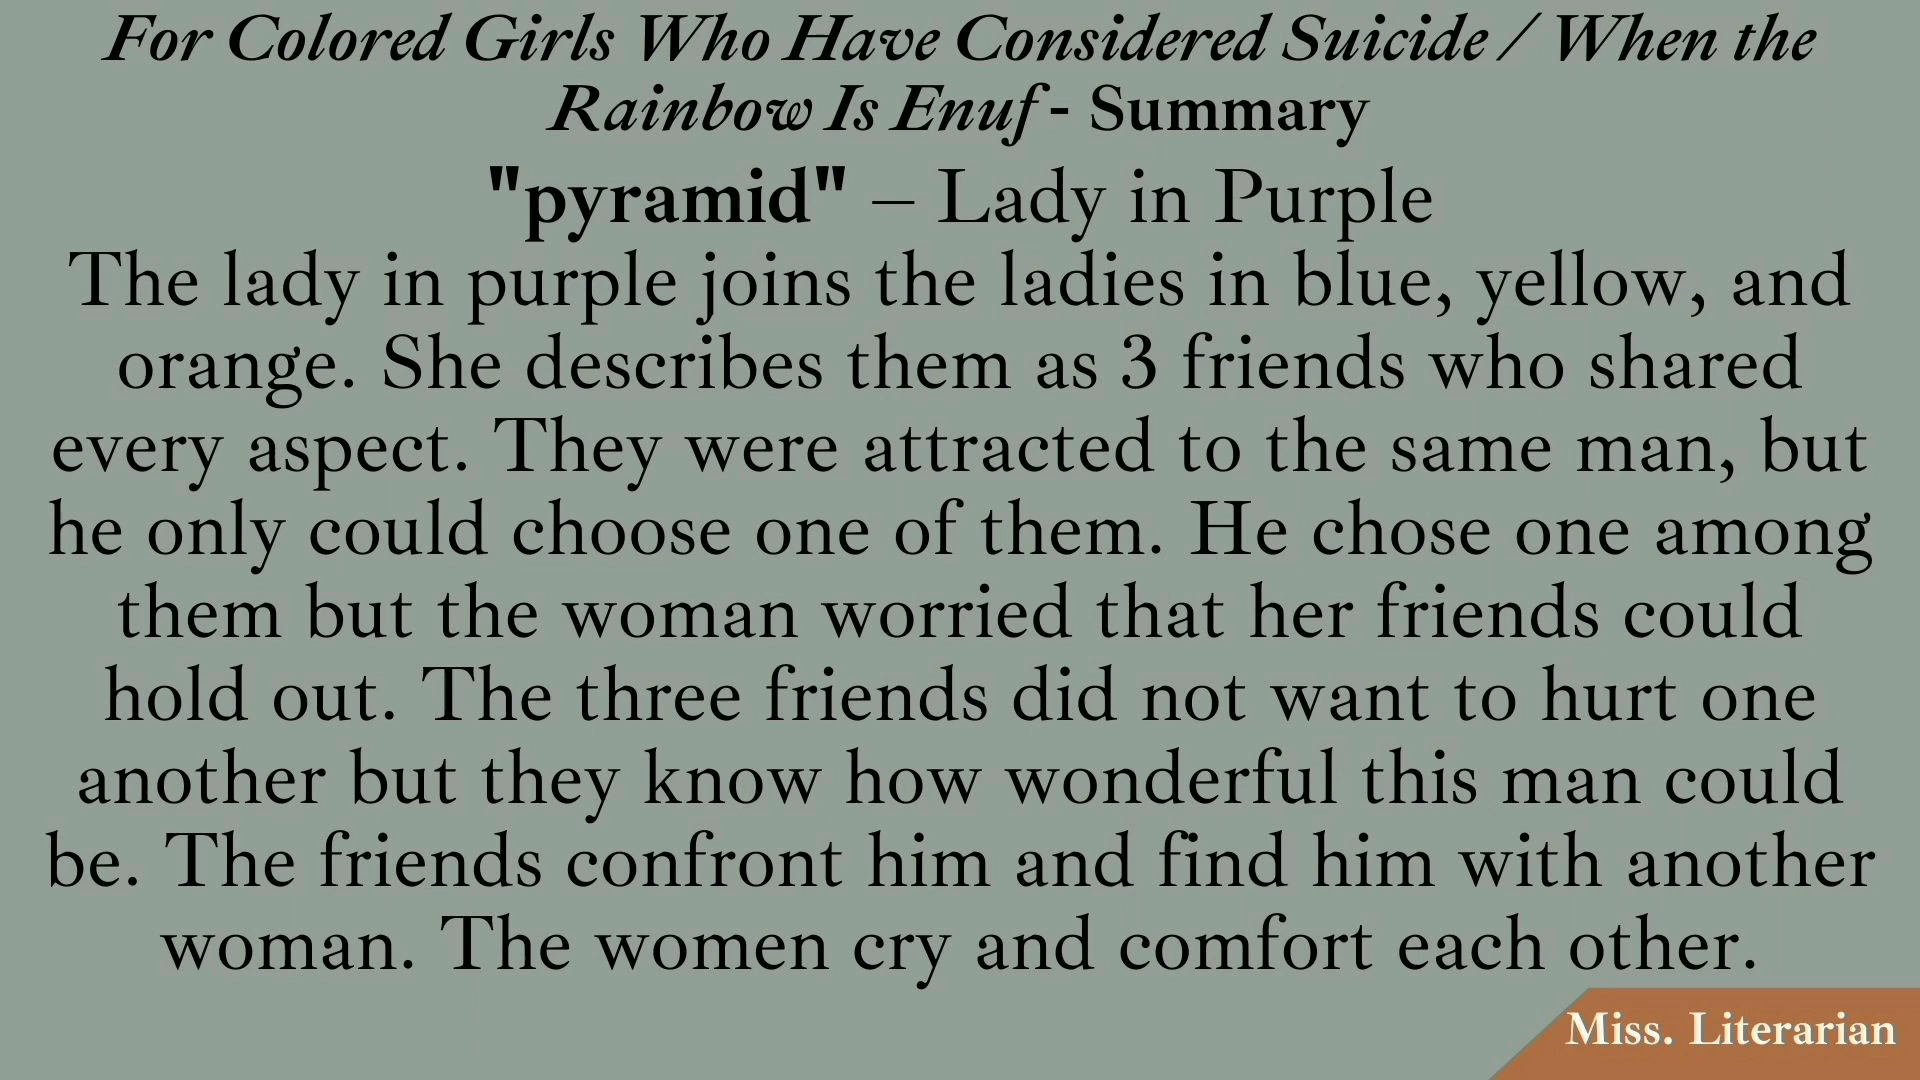 For Colored Girls Who Have Considered Suicide / When the
Rainbow Is Enuf - Summary
"pyramid" – Lady in Purple
The lady in purple joins the ladies in blue, yellow, and
orange. She describes them as 3 friends who shared
every aspect. They were attracted to the same man, but
he only could choose one of them. He chose one among
them but the woman worried that her friends could
hold out. The three friends did not want to hurt one
another but they know how wonderful this man could
be. The friends confront him and find him with another
woman. The women cry and comfort each other.
Miss. Literarian